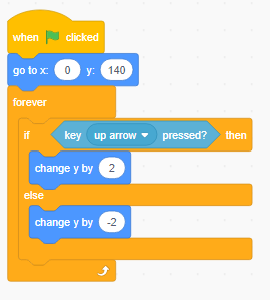 when clicked
go to x: 0 y: 140
forever
if key up arrow pressed? then
change y by 2
else
change y by -2